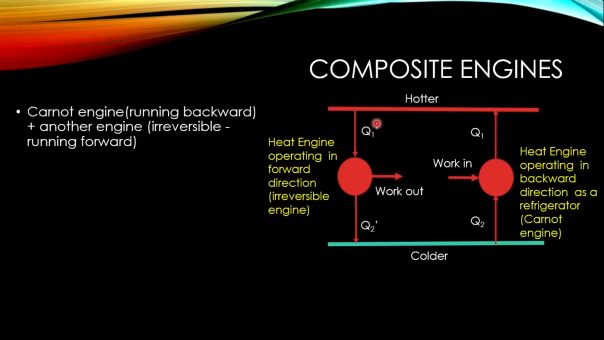 COMPOSITE ENGINES
• Carnot engine(running backward)
+ another engine (irreversible -
running forward)
Hotter
Q₁'
Q₁
Heat Engine
operating in
forward
direction
(irreversible
engine)
Work out
Work in
Heat Engine
operating in
backward
direction as a
refrigerator
(Carnot
engine)
Q₂'
Q₂
Colder